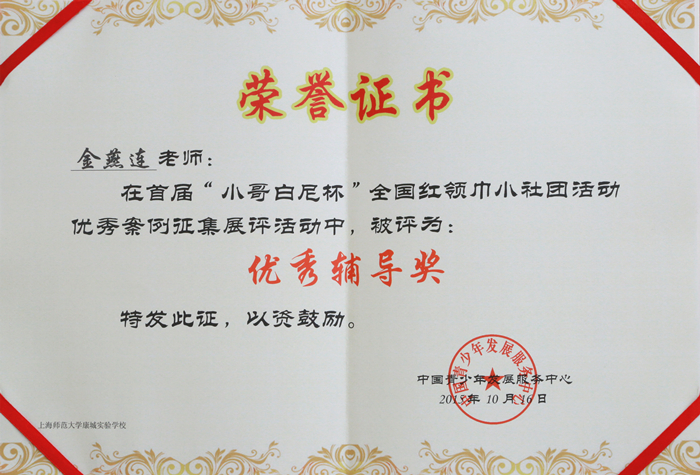 荣誉证书
金燕连老师：
在首届“小哥白尼杯”全国红领巾小社团活动
优秀案例征集展评活动中，被评为：
优秀辅导奖
特发此证，以资鼓励。
中国青少年发展服务中心
中国青少年发展服务中心
2015年10月16日
上海师范大学康城实验学校